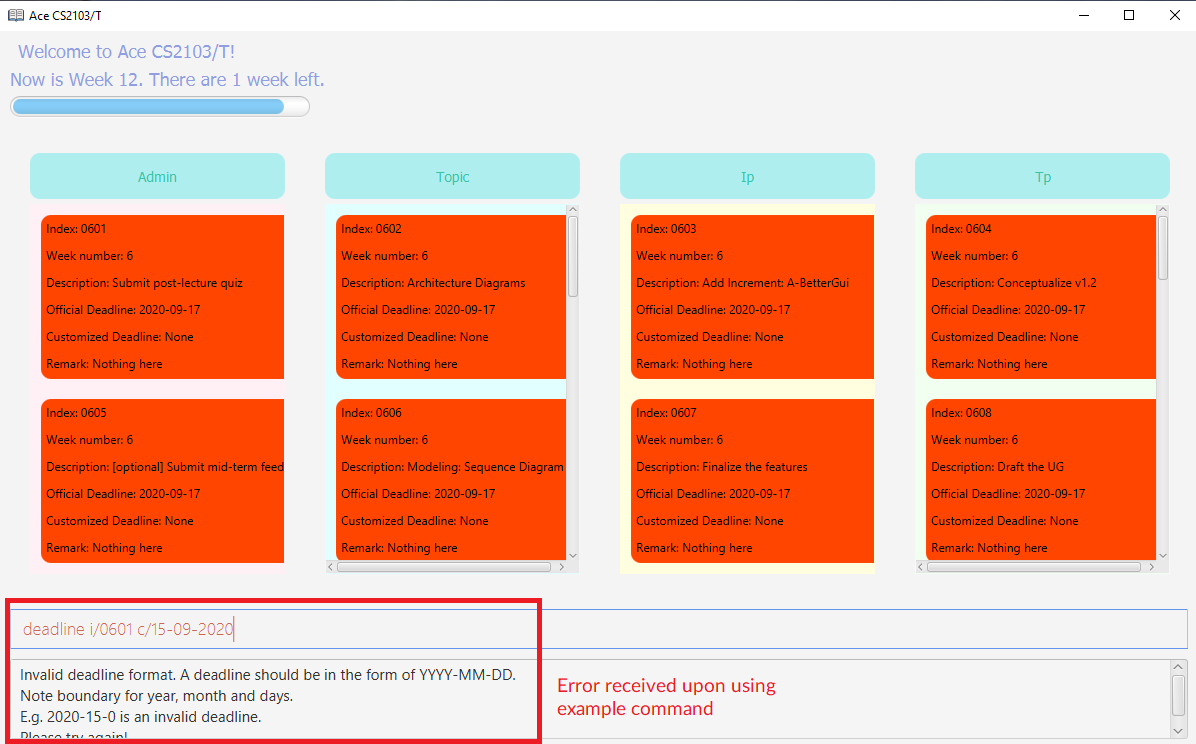 Ace CS2103/T
Welcome to Ace CS2103/T!
Now is Week 12. There are 1 week left.
Admin
Topic
Ip
Tp
Index: 0601
Week number: 6
Description: Submit post-lecture quiz
Official Deadline: 2020-09-17
Customized Deadline: None
Remark: Nothing here
Index: 0605
Week number: 6
Description: [optional] Submit mid-term feed
Official Deadline: 2020-09-17
Customized Deadline: None
Remark: Nothing here
Index: 0602
Week number: 6
Description: Architecture Diagrams
Official Deadline: 2020-09-17
Customized Deadline: None
Remark: Nothing here
Index: 0606
Week number: 6
Description: Modeling: Sequence Diagram
Official Deadline: 2020-09-17
Customized Deadline: None
Remark: Nothing here
Index: 0603
Week number: 6
Description: Add Increment: A-BetterGui
Official Deadline: 2020-09-17
Customized Deadline: None
Remark: Nothing here
Index: 0607
Week number: 6
Description: Finalize the features
Official Deadline: 2020-09-17
Customized Deadline: None
Remark: Nothing here
Index: 0604
Week number: 6
Description: Conceptualize v1.2
Official Deadline: 2020-09-17
Customized Deadline: None
Remark: Nothing here
Index: 0608
Week number: 6
Description: Draft the UG
Official Deadline: 2020-09-17
Customized Deadline: None
Remark: Nothing here
deadline i/0601 c/15-09-2020
Invalid deadline format. A deadline should be in the form of YYYY-MM-DD.
Note boundary for year, month and days.
E.g. 2020-15-0 is an invalid deadline.
Please try again!
Error received upon using
example command